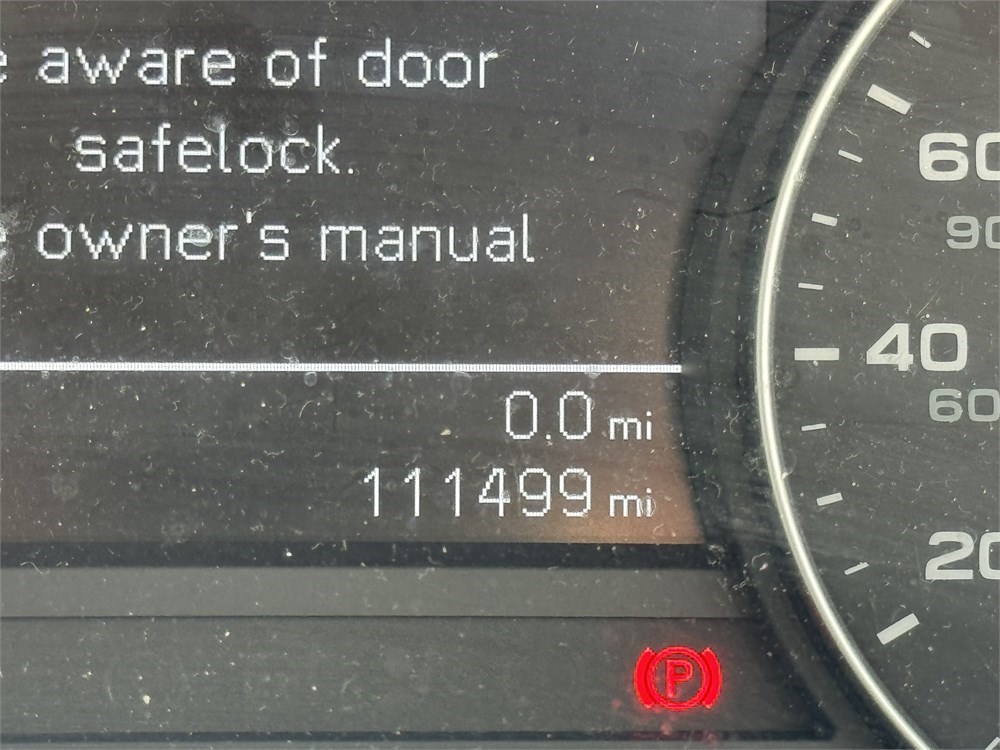 aware of door
safelock.
owner's manual
0.0 mi
111499 mi
60
90
40
60
20
P